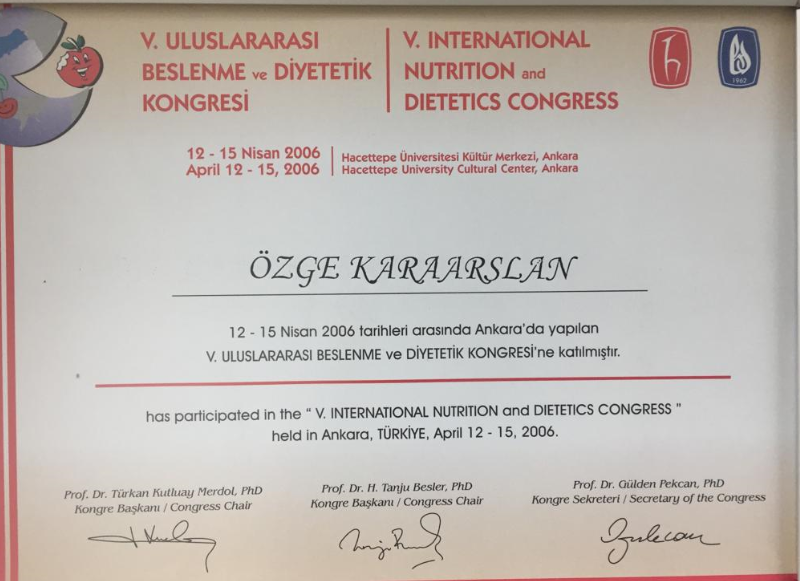 V. ULUSLARARASI
BESLENME ve DİYETETİK
KONGRESİ
V. INTERNATIONAL
NUTRITION and
DIETETICS CONGRESS
1962
12 - 15 Nisan 2006
April 12 - 15, 2006
Hacettepe Üniversitesi Kültür Merkezi, Ankara
Hacettepe University Cultural Center, Ankara
ÖZGE KARAARSLAN
12 - 15 Nisan 2006 tarihleri arasında Ankara'da yapılan
V. ULUSLARARASI BESLENME ve DİYETETİK KONGRESİ'ne katılmıştır.
has participated in the “ V. INTERNATIONAL NUTRITION and DIETETICS CONGRESS ”
held in Ankara, TÜRKİYE, April 12 - 15, 2006.
Prof. Dr. Türkan Kutluay Merdol, PhD
Kongre Başkanı / Congress Chair
Prof. Dr. H. Tanju Besler, PhD
Kongre Başkanı / Congress Chair
Prof. Dr. Gülden Pekcan, PhD
Kongre Sekreteri / Secretary of the Congress